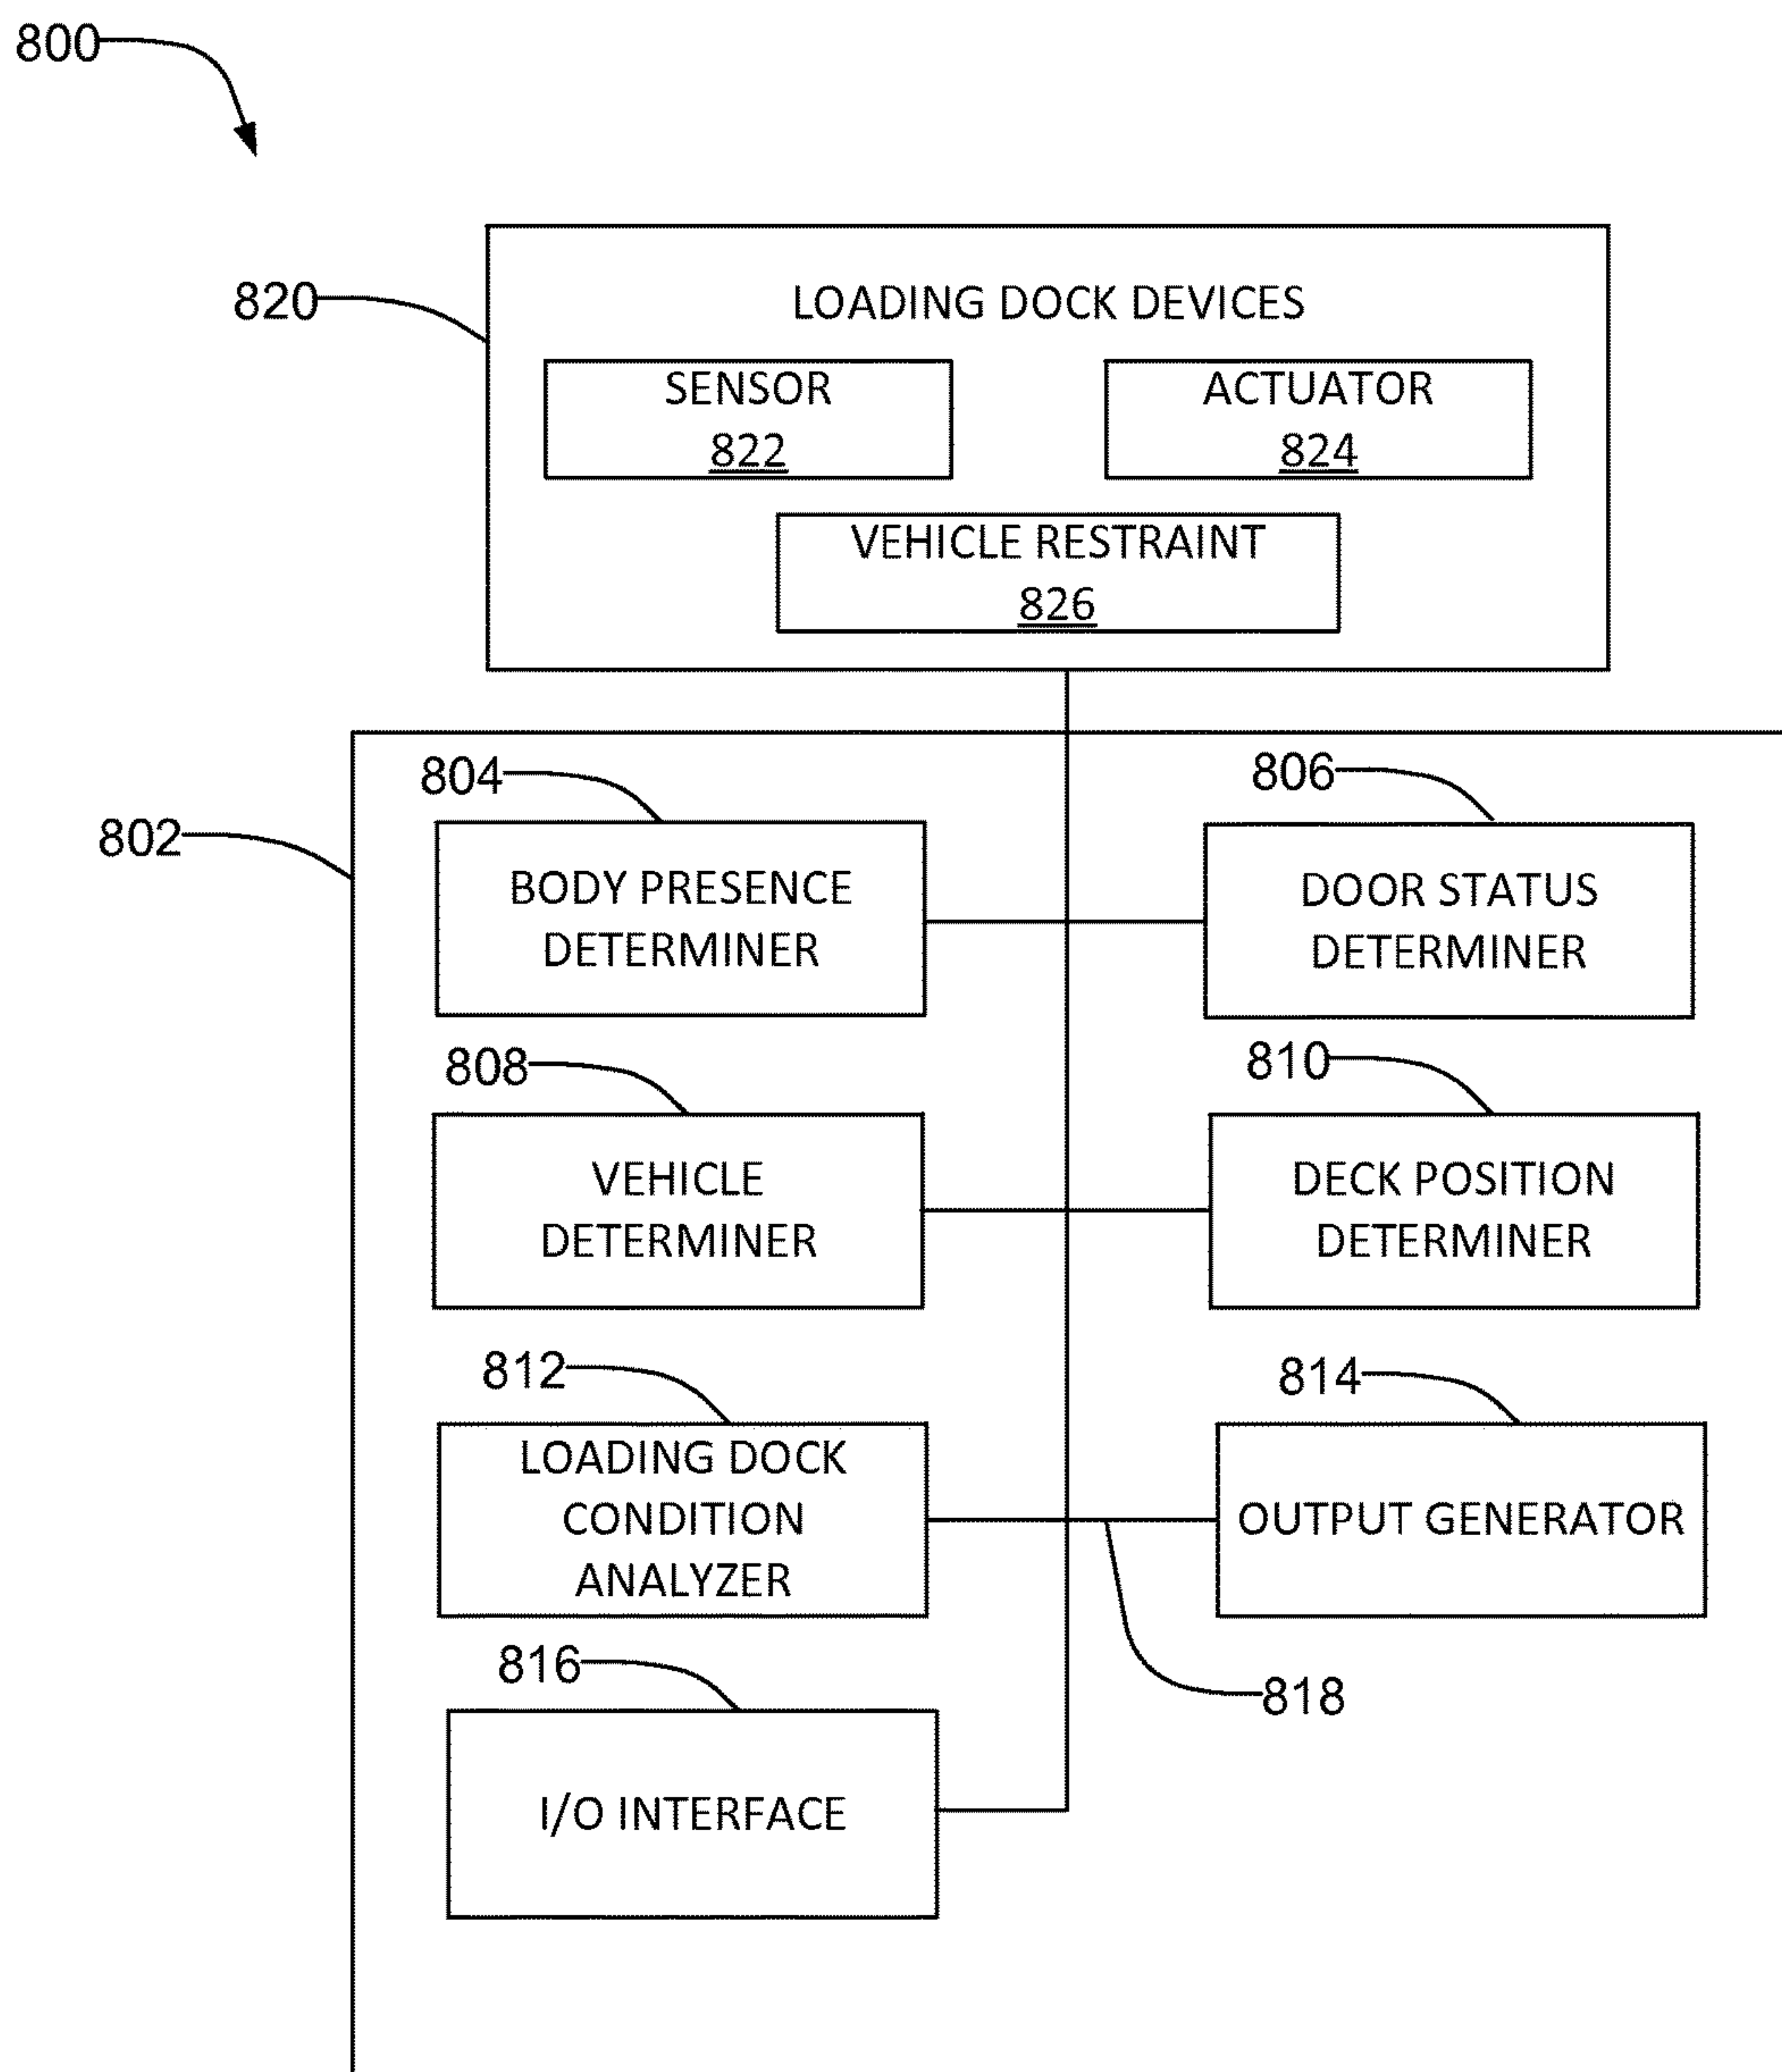 800
820
LOADING DOCK DEVICES
SENSOR
822
ACTUATOR
824
VEHICLE RESTRAINT
826
802
804
BODY PRESENCE
DETERMINER
806
DOOR STATUS
DETERMINER
808
VEHICLE
DETERMINER
810
DECK POSITION
DETERMINER
812
LOADING DOCK
CONDITION
ANALYZER
814
OUTPUT GENERATOR
816
I/O INTERFACE
818